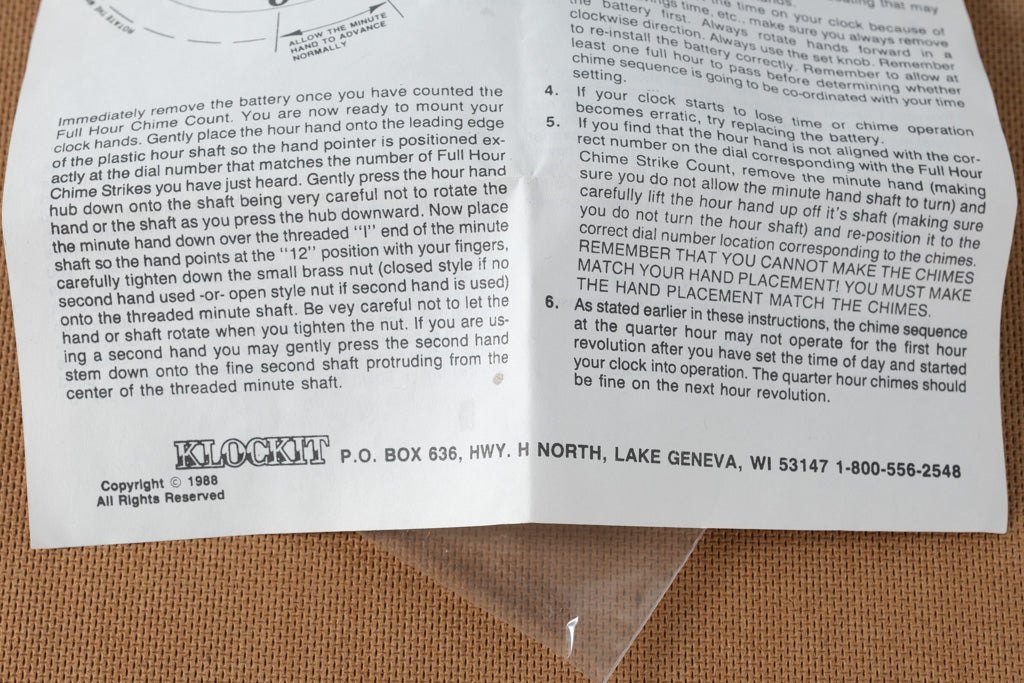 ALLOW THE MINUTE
HAND TO ADVANCE
NORMALLY
Immediately remove the battery once you have counted the
Full Hour Chime Count. You are now ready to mount your
clock hands. Gently place the hour hand onto the leading edge
of the plastic hour shaft so the hand pointer is positioned ex-
actly at the dial number that matches the number of Full Hour
Chime Strikes you have just heard. Gently press the hour hand
hub down onto the shaft being very careful not to rotate the
hand or the shaft as you press the hub downward. Now place
the minute hand down over the threaded "I" end of the minute
shaft so the hand points at the "12" position with your fingers,
carefully tighten down the small brass nut (closed style if no
second hand used -or- open style nut if second hand is used)
onto the threaded minute shaft. Be vey careful not to let the
hand or shaft rotate when you tighten the nut. If you are us-
ing a second hand you may gently press the second hand
stem down onto the fine second shaft protruding from the
center of the threaded minute shaft.
that may
the time on your clock because of
time, etc., make sure you always remove
the battery first. Always rotate hands forward in a
clockwise direction. Always use the set knob. Remember
to re-install the battery correctly. Remember to allow at
least one full hour to pass before determining whether
chime sequence is going to be co-ordinated with your time
setting.
4. If your clock starts to lose time or chime operation
becomes erratic, try replacing the battery.
5. If you find that the hour hand is not aligned with the cor-
rect number on the dial corresponding with the Full Hour
Chime Strike Count, remove the minute hand (making
sure you do not allow the minute hand shaft to turn) and
carefully lift the hour hand up off it's shaft (making sure
you do not turn the hour shaft) and re-position it to the
correct dial number location corresponding to the chimes.
REMEMBER THAT YOU CANNOT MAKE THE CHIMES
MATCH YOUR HAND PLACEMENT! YOU MUST MAKE
THE HAND PLACEMENT MATCH THE CHIMES.
6. As stated earlier in these instructions, the chime sequence
at the quarter hour may not operate for the first hour
revolution after you have set the time of day and started
your clock into operation. The quarter hour chimes should
be fine on the next hour revolution.
KLOCKIT P.O. BOX 636, HWY. H NORTH, LAKE GENEVA, WI 53147 1-800-556-2548
Copyright © 1988
All Rights Reserved